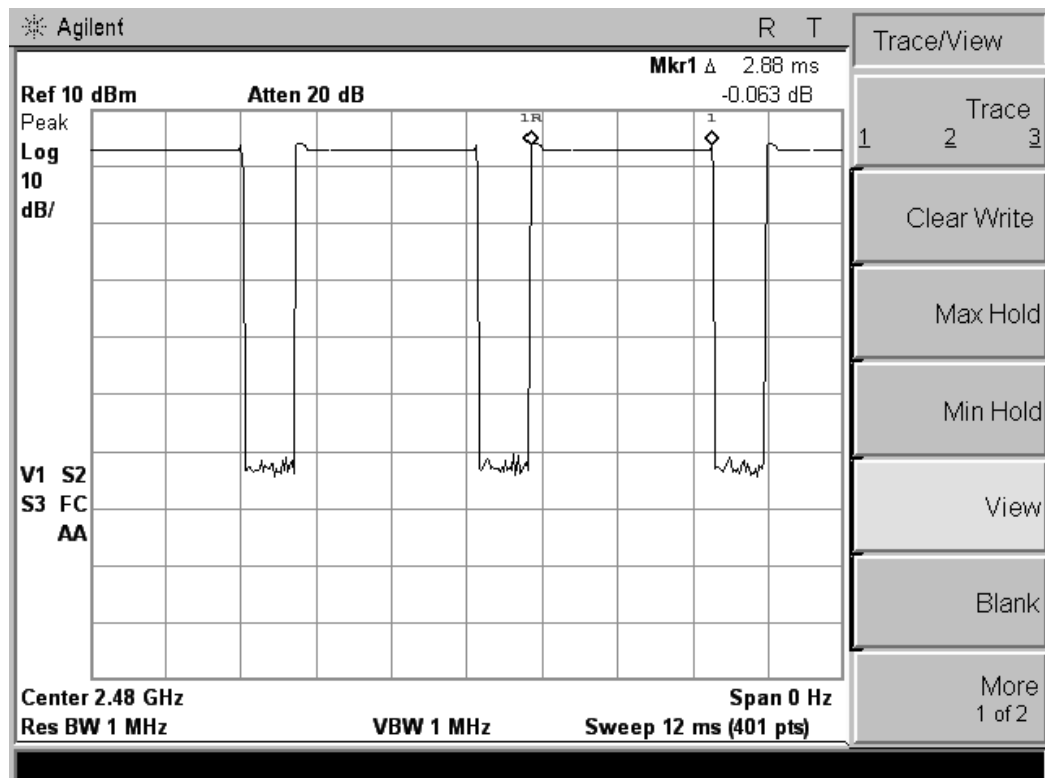 Agilent R T
Trace/View
Mkr1 Δ 2.88 ms
Ref 10 dBm Atten 20 dB -0.063 dB
Peak
Log
10
dB/
1R 1
V1 S2
S3 FC
AA
Center 2.48 GHz Span 0 Hz
Res BW 1 MHz VBW 1 MHz Sweep 12 ms (401 pts)
Trace
1 2 3
Clear Write
Max Hold
Min Hold
View
Blank
More
1 of 2